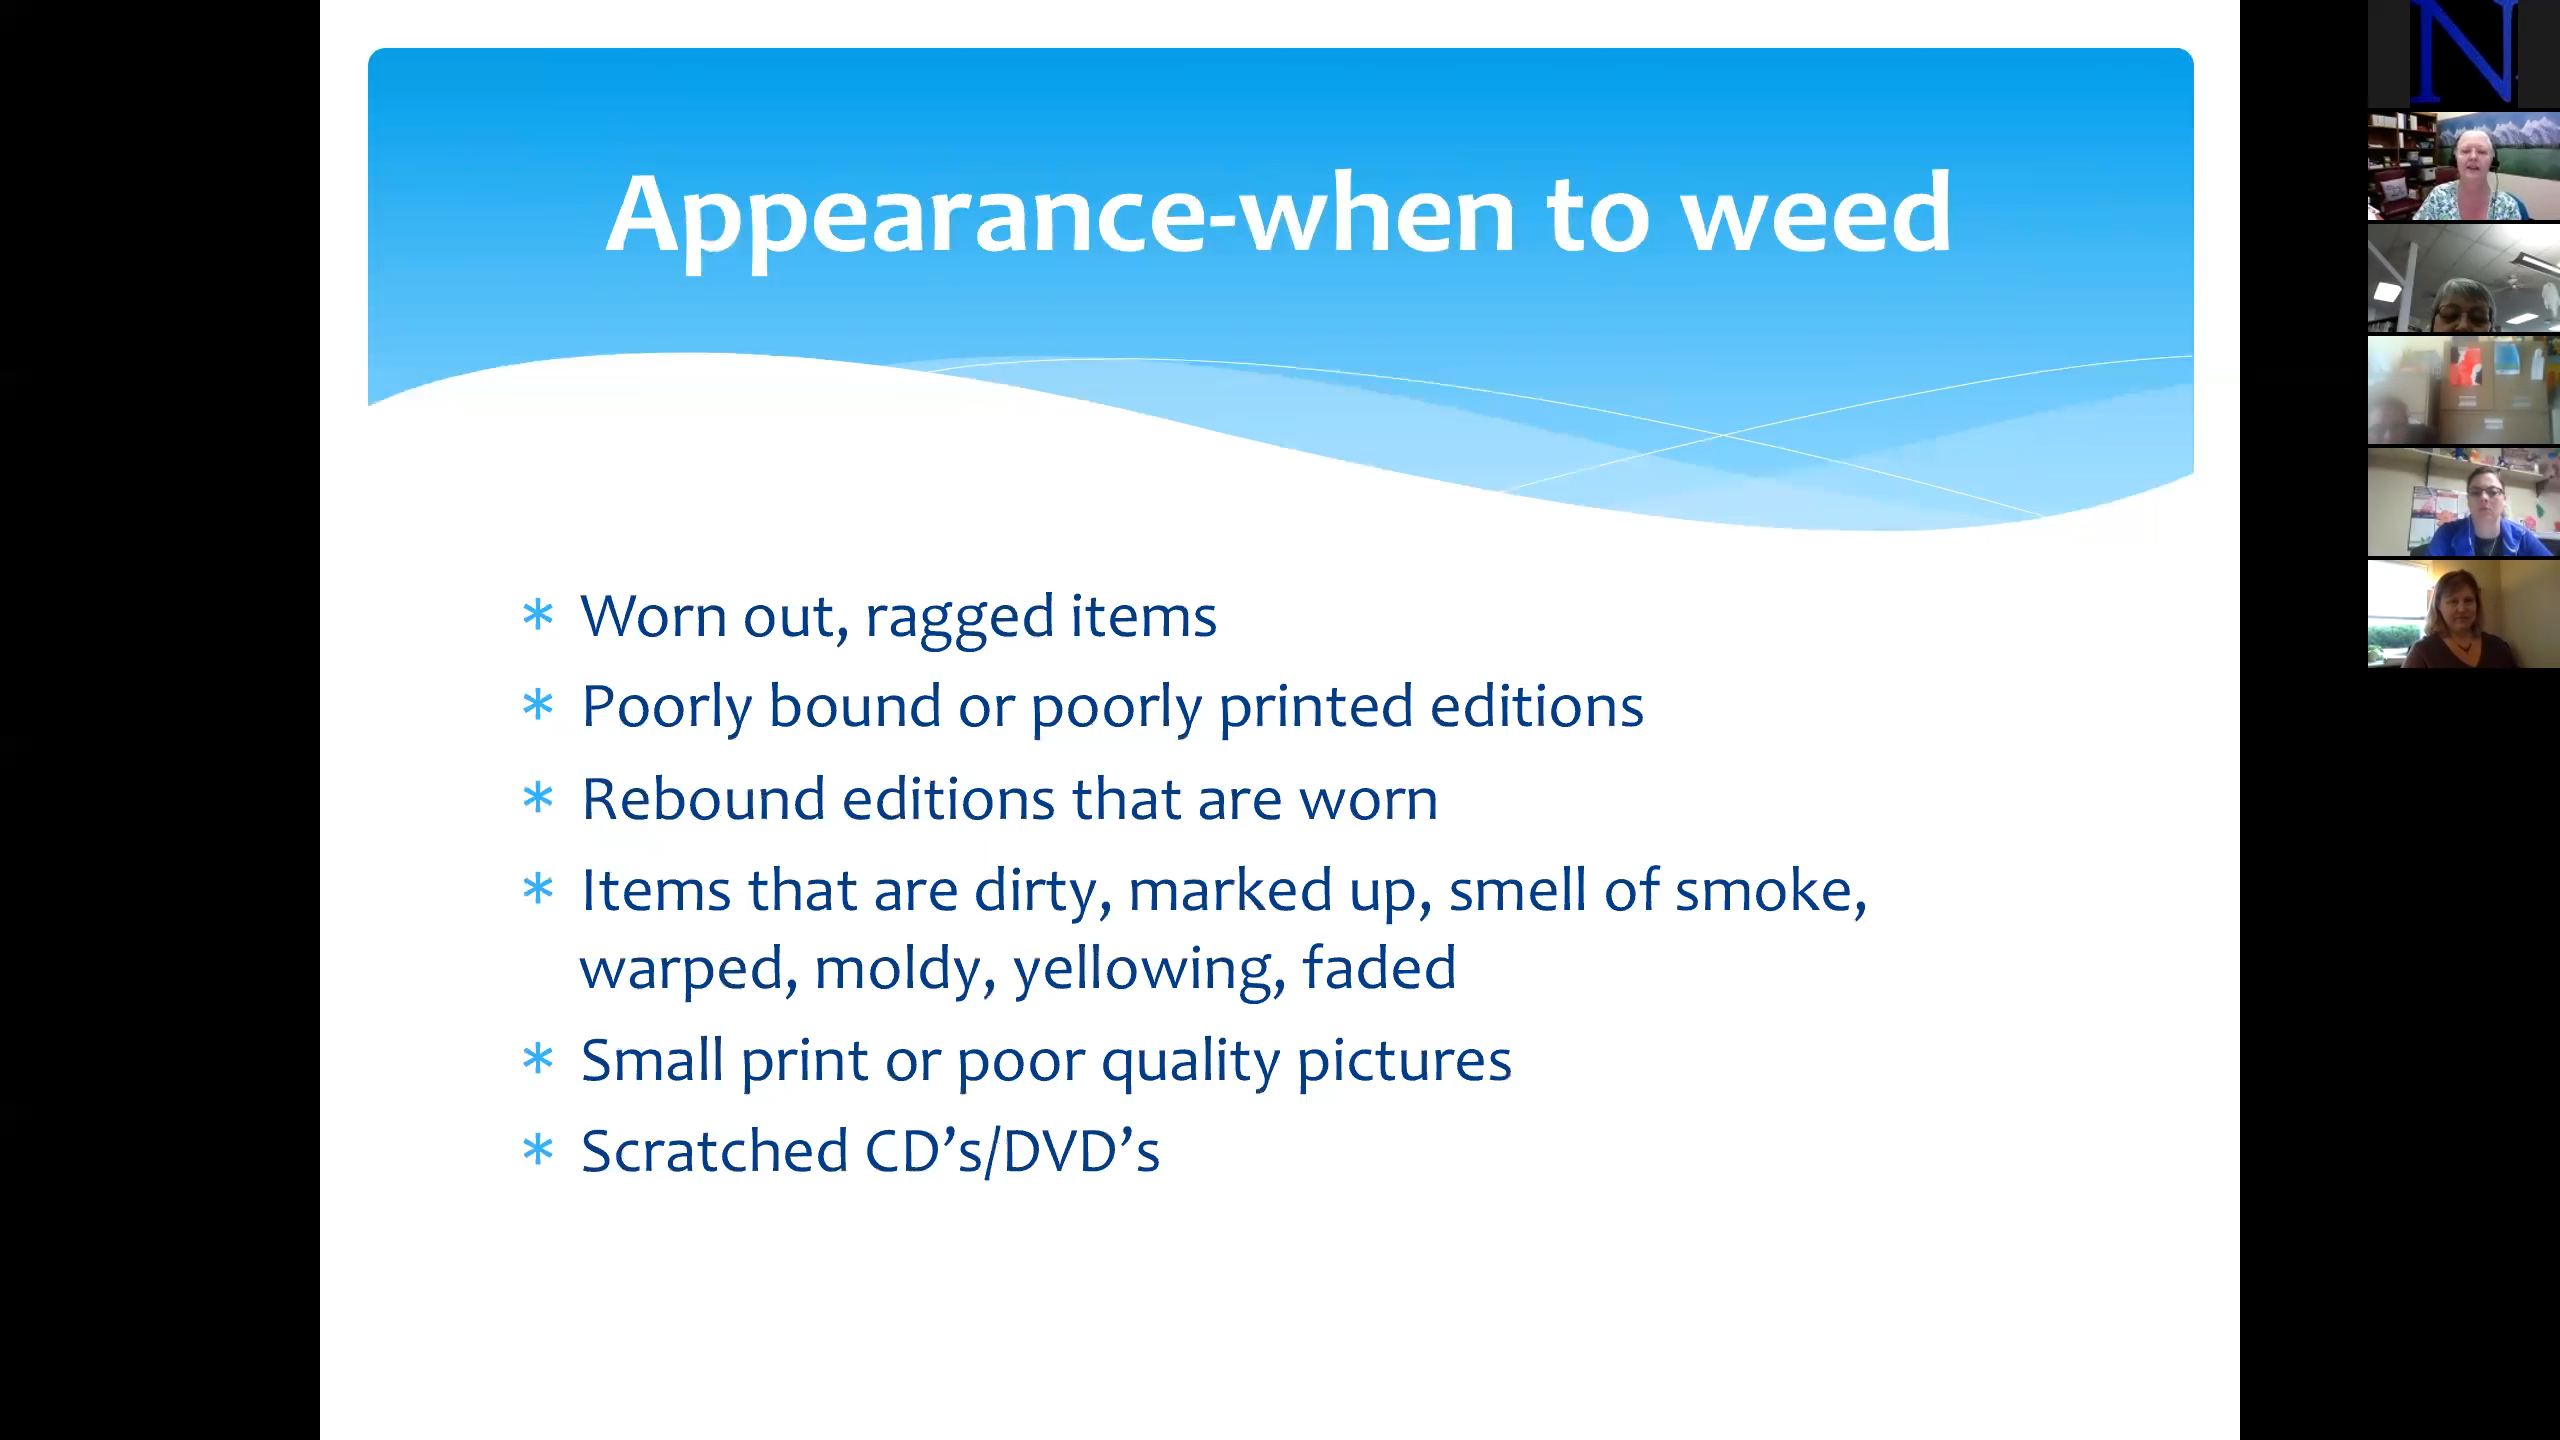 Appearance-when to weed
* Worn out, ragged items
* Poorly bound or poorly printed editions
* Rebound editions that are worn
* Items that are dirty, marked up, smell of smoke,
warped, moldy, yellowing, faded
* Small print or poor quality pictures
* Scratched CD’s/DVD’s
N